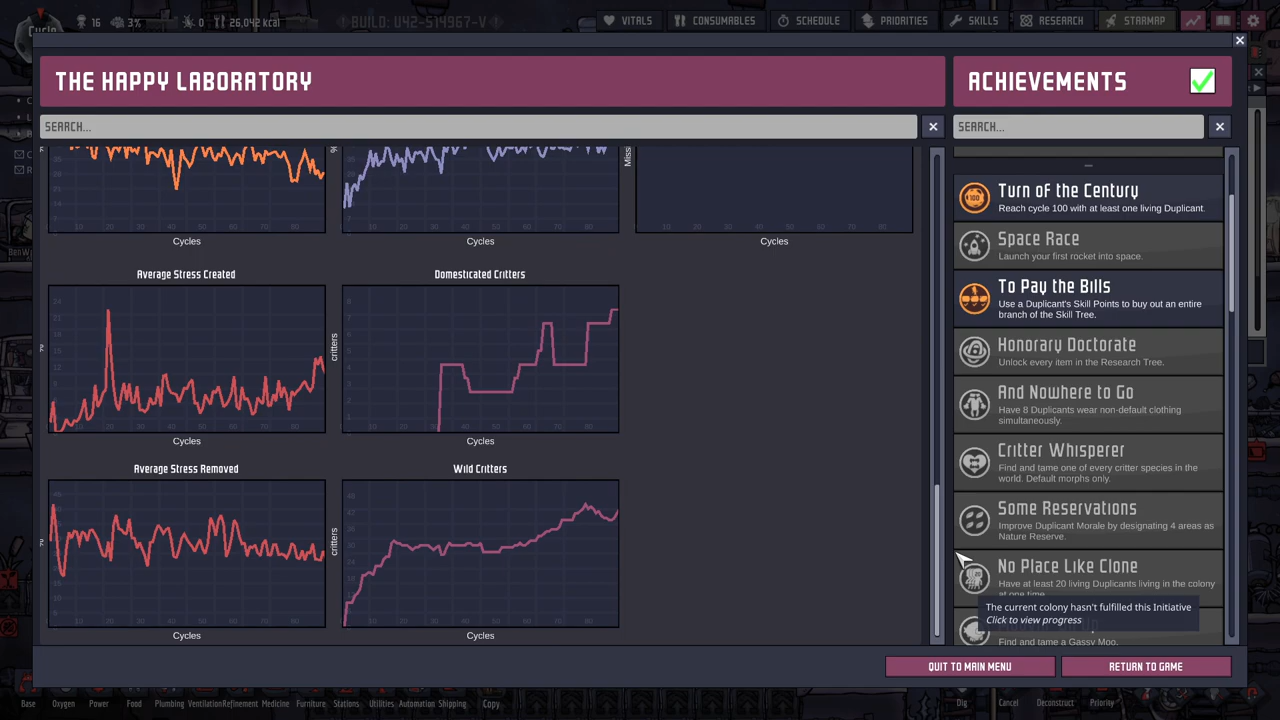 16
3%
0
26,042 kcal
BUILD: U42-514967-V
VITALS
CONSUMABLES
SCHEDULE
PRIORITIES
SKILLS
RESEARCH
STARMAP
THE HAPPY LABORATORY
ACHIEVEMENTS
SEARCH...
SEARCH...
Cycles
Cycles
Cycles
Average Stress Created
Domesticated Critters
critters
Cycles
Cycles
Average Stress Removed
Wild Critters
critters
Cycles
Cycles
Turn of the Century
Reach cycle 100 with at least one living Duplicant.
Space Race
Launch your first rocket into space.
To Pay the Bills
Use a Duplicant's Skill Points to buy out an entire
branch of the Skill Tree.
Honorary Doctorate
Unlock every item in the Research Tree.
And Nowhere to Go
Have 8 Duplicants wear non-default clothing
simultaneously.
Critter Whisperer
Find and tame one of every critter species in the
world. Default morphs only.
Some Reservations
Improve Duplicant Morale by designating 4 areas as
Nature Reserve.
No Place Like Clone
Have at least 20 living Duplicants living in the colony
at one time.
The current colony hasn't fulfilled this Initiative
Click to view progress
Find and tame a Gassy Moo.
QUIT TO MAIN MENU
RETURN TO GAME
Base
Oxygen
Power
Food
Plumbing
Ventilation
Refinement
Medicine
Furniture
Stations
Utilities
Automation
Shipping
Copy
Dig
Cancel
Deconstruct
Priority